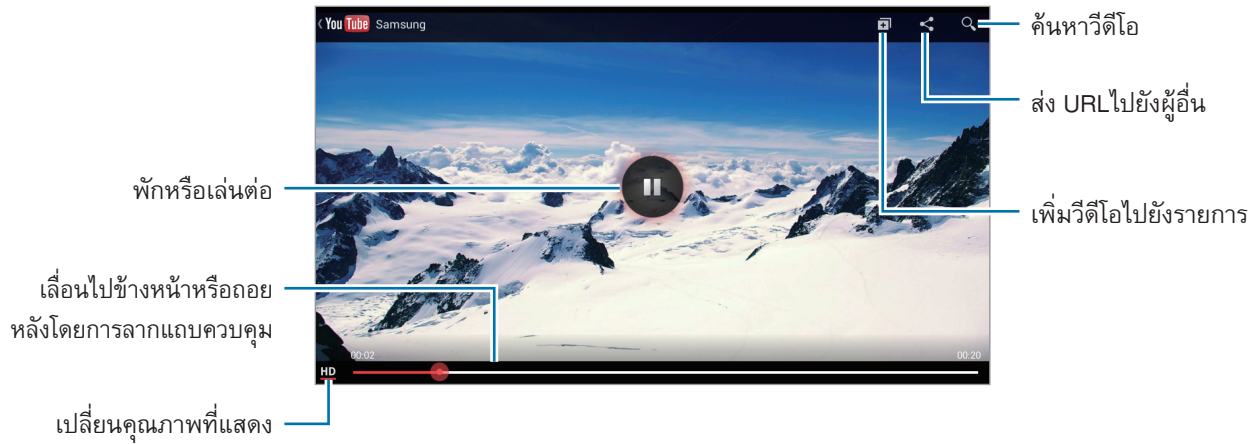 YouTube Samsung
ค้นหาวีดีโอ
ส่ง URLไปยังผู้อื่น
พักหรือเล่นต่อ
เพิ่มวีดีโอไปยังรายการ
เลื่อนไปข้างหน้าหรือถอย
หลังโดยการลากแถบควบคุม
00:02
00:20
HD
เปลี่ยนคุณภาพที่แสดง